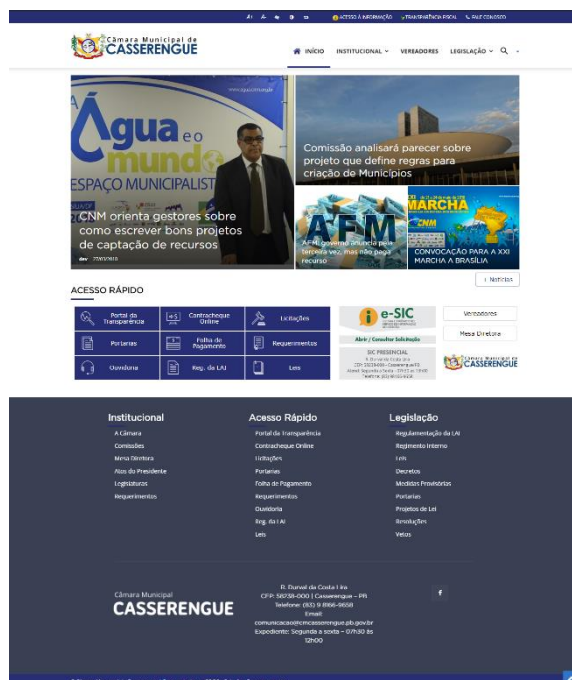 ACESSO À INFORMAÇÃO TRANSPARÊNCIA FISCAL FALE CONOSCO
Câmara Municipal de
CASSERENGUE
INÍCIO INSTITUCIONAL VEREADORES LEGISLAÇÃO
Água e o
mundo
ESPAÇO MUNICIPALIST
CNM orienta gestores sobre
como escrever bons projetos
de captação de recursos
dev
Comissão analisará parecer sobre
projeto que define regras para
criação de Municípios
AFM
AFM: governo anuncia pela
terceira vez, mas não paga
recurso
MARCHA
CNM
CONVOCAÇÃO PARA A XXI
MARCHA À BRASÍLIA
+ Notícias
ACESSO RÁPIDO
Portal da
Transparência
Contracheque
Online
Licitações
Portarias
Folha de
Pagamento
Requerimentos
Ouvidoria
Reg. da LAI
Leis
e-SIC
Abrir / Consultar Solicitação
SIC PRESENCIAL
Vereadores
Mesa Diretora
Câmara Municipal de
CASSERENGUE
Institucional
A Câmara
Comissões
Mesa Diretora
Atos do Presidente
Legislaturas
Requerimentos
Acesso Rápido
Portal da Transparência
Contracheque Online
Licitações
Portarias
Folha de Pagamento
Requerimentos
Ouvidoria
Reg. da LAI
Leis
Legislação
Regulamentação da LAI
Regimento Interno
Leis
Decretos
Medidas Provisórias
Portarias
Projetos de Lei
Resoluções
Vetos
Câmara Municipal
CASSERENGUE
R. Durval da Costa Lira
CEP: 58238-000 | Casserengue – PB
Telefone: (83) 9 8166-9658
Email:
comunicacao@cmcasserengue.pb.gov.br
Expediente: Segunda a sexta – 07h30 às
12h00